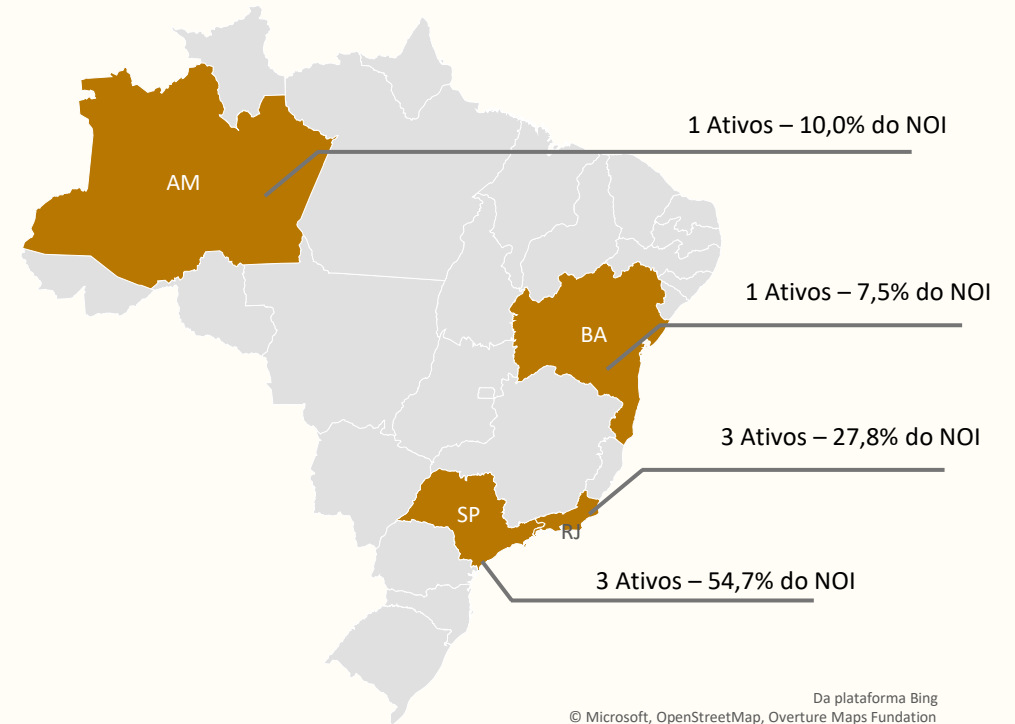 1 Ativos – 10,0% do NOI
AM
1 Ativos – 7,5% do NOI
BA
3 Ativos – 27,8% do NOI
SP
RJ
3 Ativos – 54,7% do NOI
Da plataforma Bing
© Microsoft, OpenStreetMap, Overture Maps Fundation